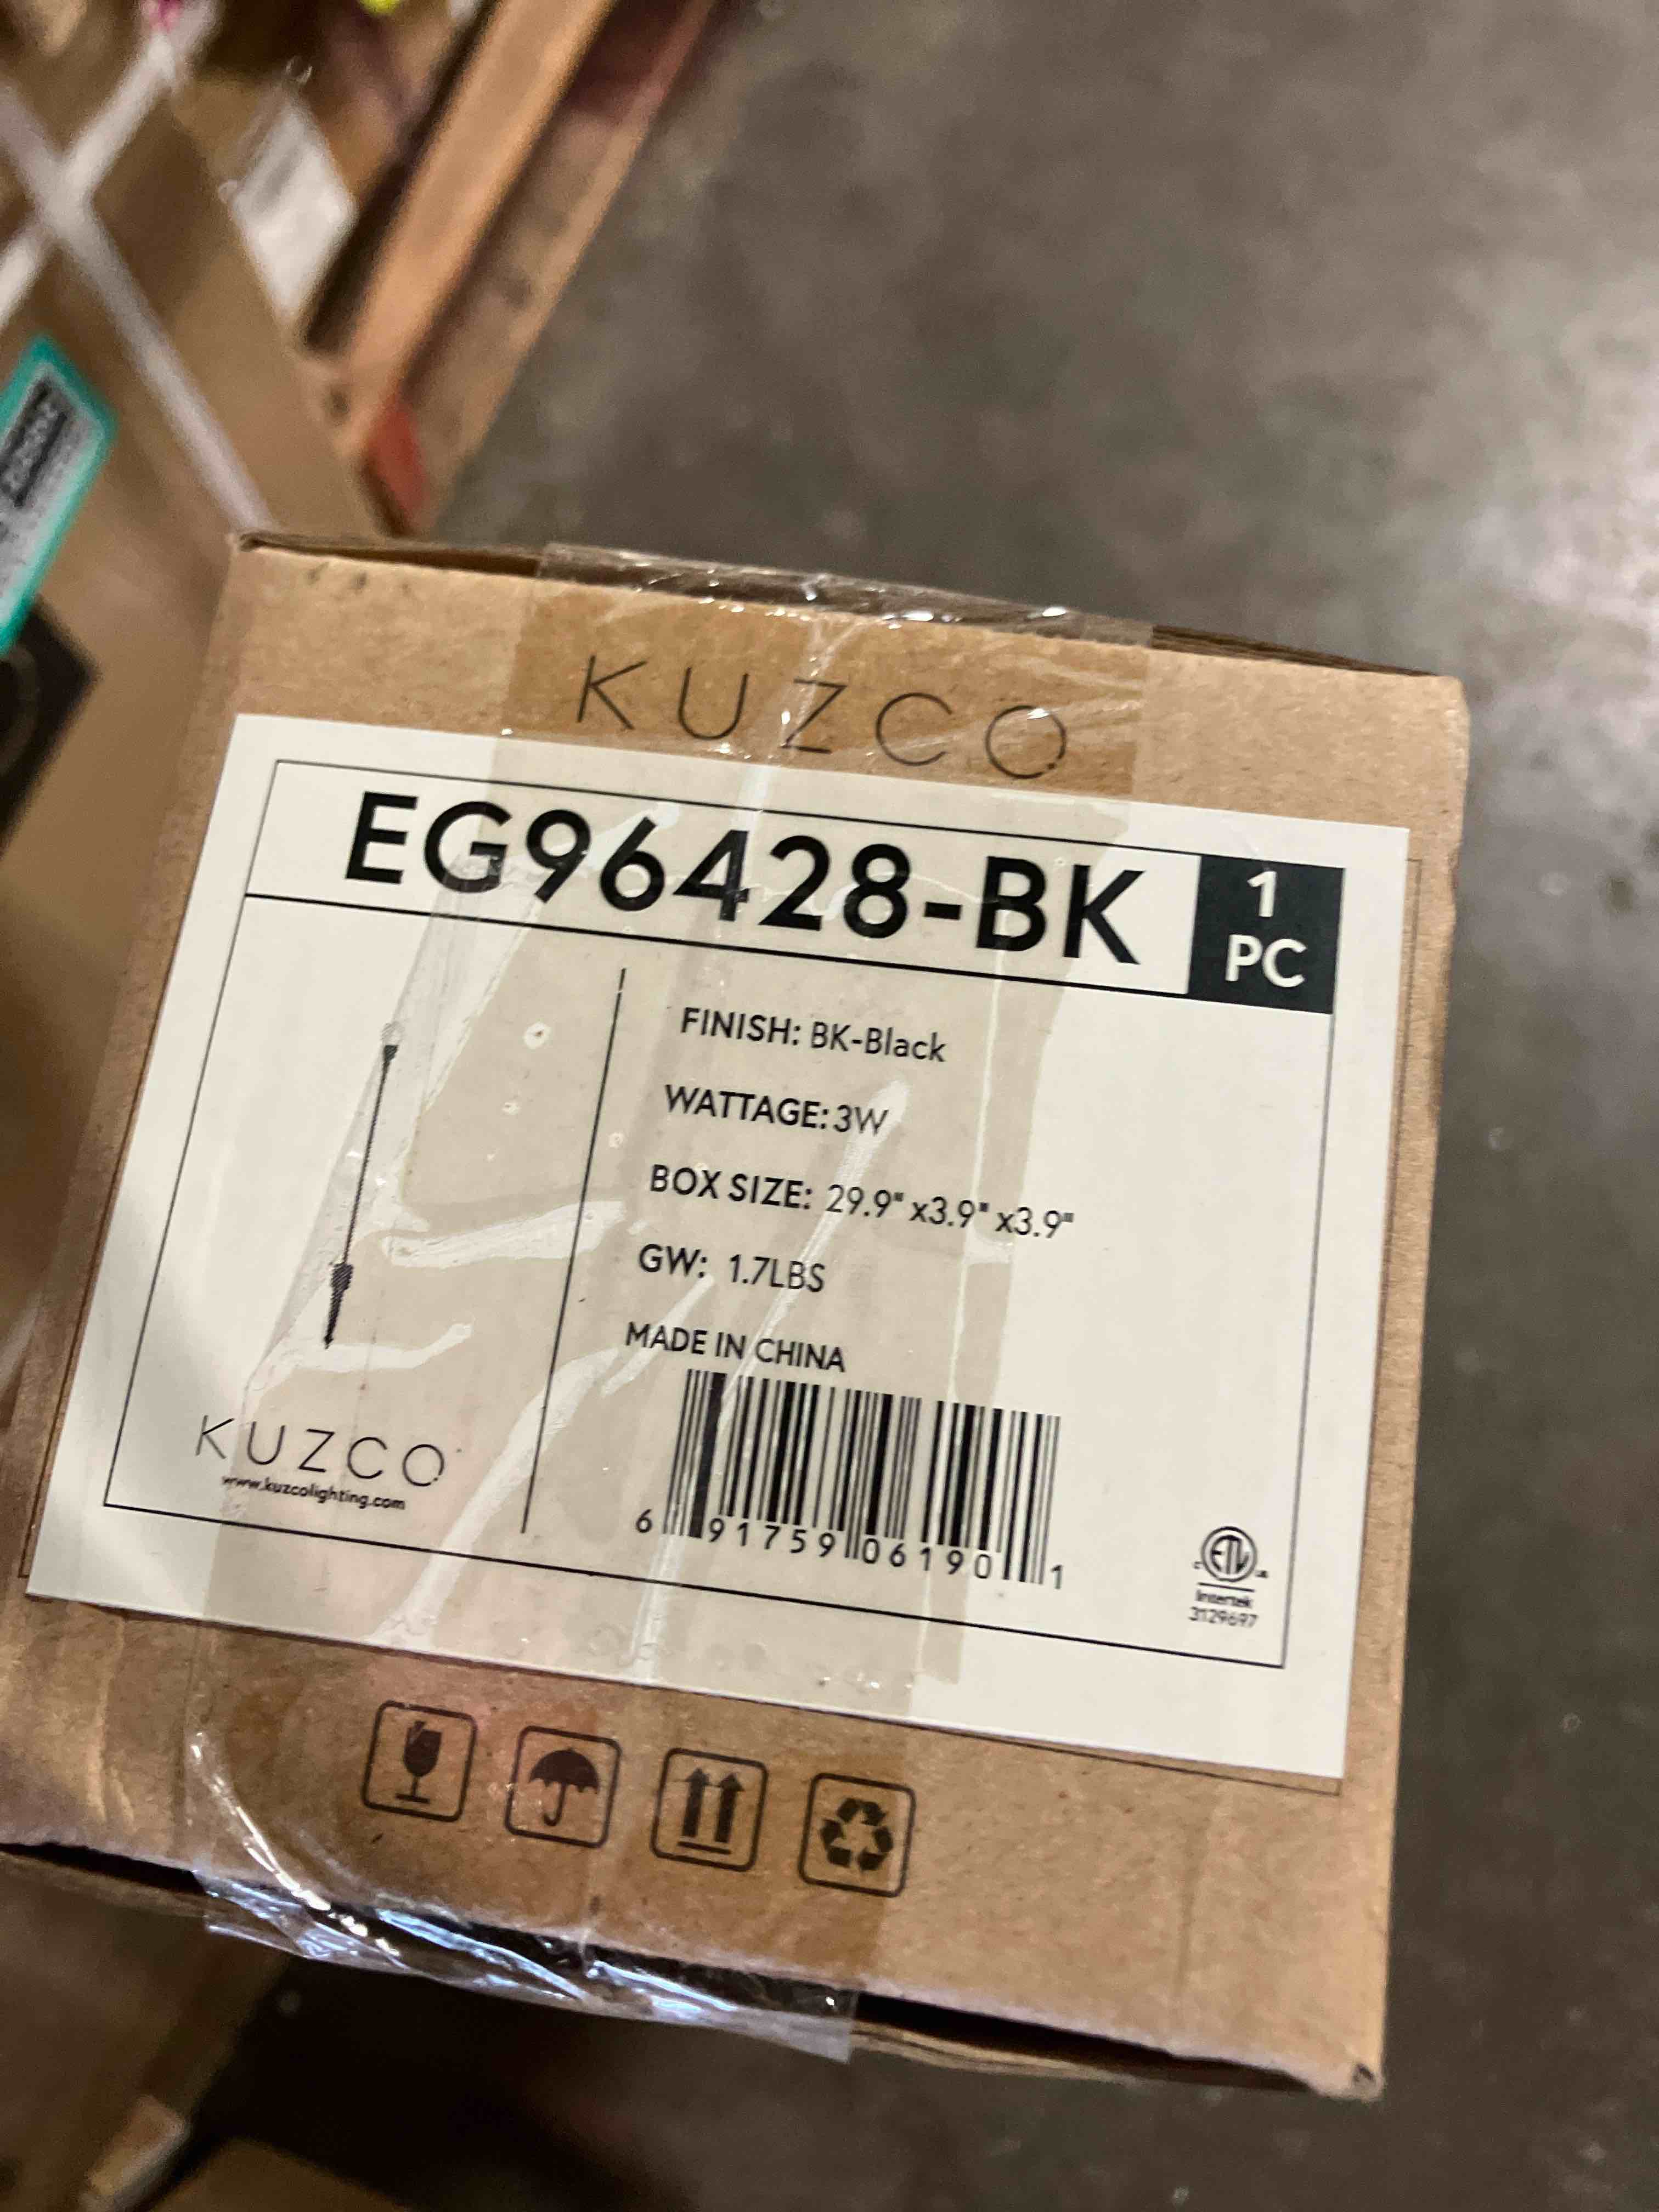 KUZCO
EG96428-BK
1
PC
FINISH: BK-Black
WATTAGE: 3W
BOX SIZE: 29.9" x3.9" x3.9"
GW: 1.7LBS
MADE IN CHINA
6 91759 06190 1
KUZCO
www.kuzcolighting.com
ETL
Intertek
3129697